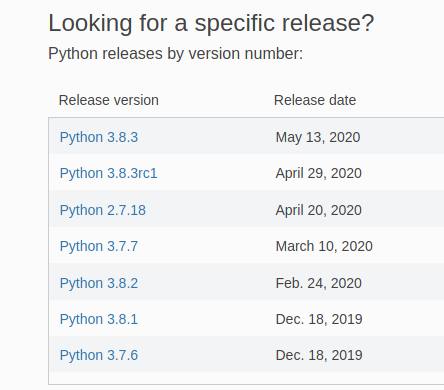 Looking for a specific release?
Python releases by version number:
Release version Release date
Python 3.8.3 May 13, 2020
Python 3.8.3rc1 April 29, 2020
Python 2.7.18 April 20, 2020
Python 3.7.7 March 10, 2020
Python 3.8.2 Feb. 24, 2020
Python 3.8.1 Dec. 18, 2019
Python 3.7.6 Dec. 18, 2019